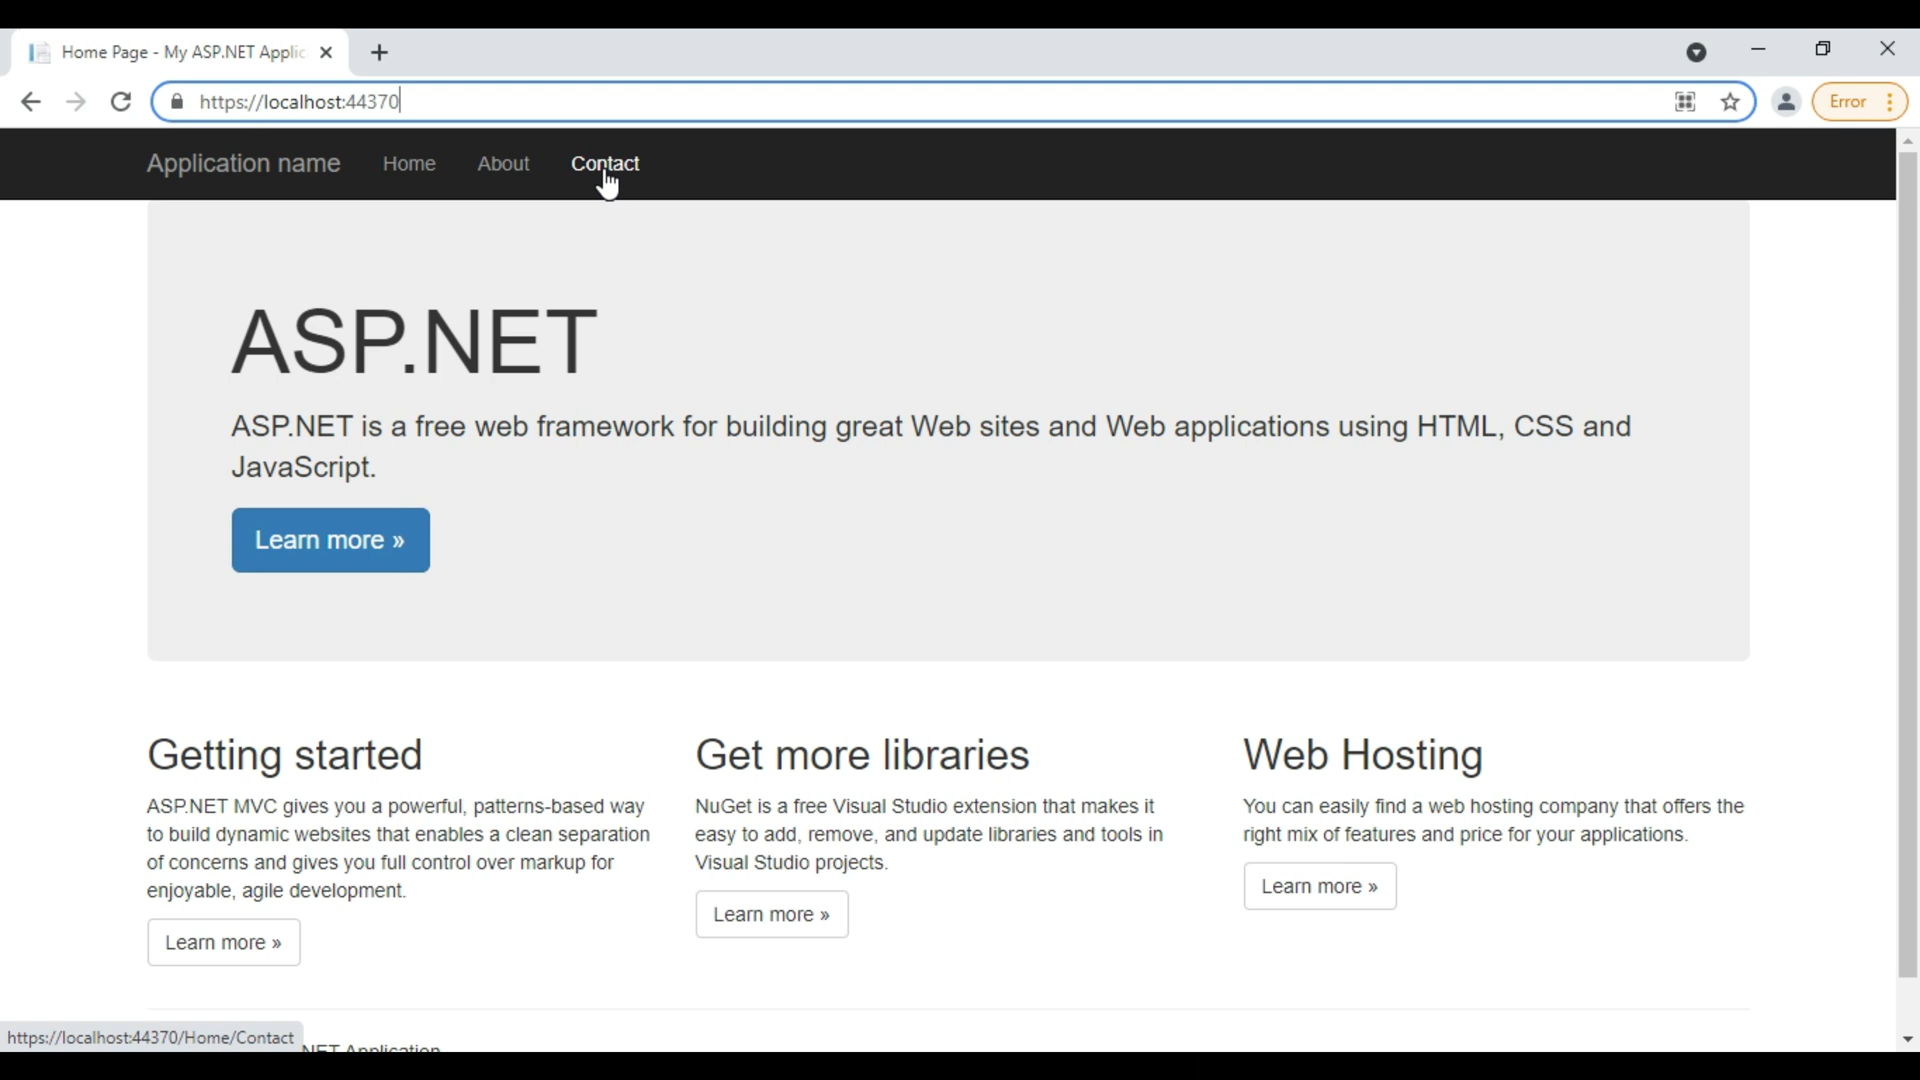 Home Page - My ASP.NET Applic
https://localhost:44370
Error
Application name Home About Contact
ASP.NET
ASP.NET is a free web framework for building great Web sites and Web applications using HTML, CSS and
JavaScript.
Learn more »
Getting started
ASP.NET MVC gives you a powerful, patterns-based way
to build dynamic websites that enables a clean separation
of concerns and gives you full control over markup for
enjoyable, agile development.
Learn more »
Get more libraries
NuGet is a free Visual Studio extension that makes it
easy to add, remove, and update libraries and tools in
Visual Studio projects.
Learn more »
Web Hosting
You can easily find a web hosting company that offers the
right mix of features and price for your applications.
Learn more »
https://localhost:44370/Home/Contact
NET Application